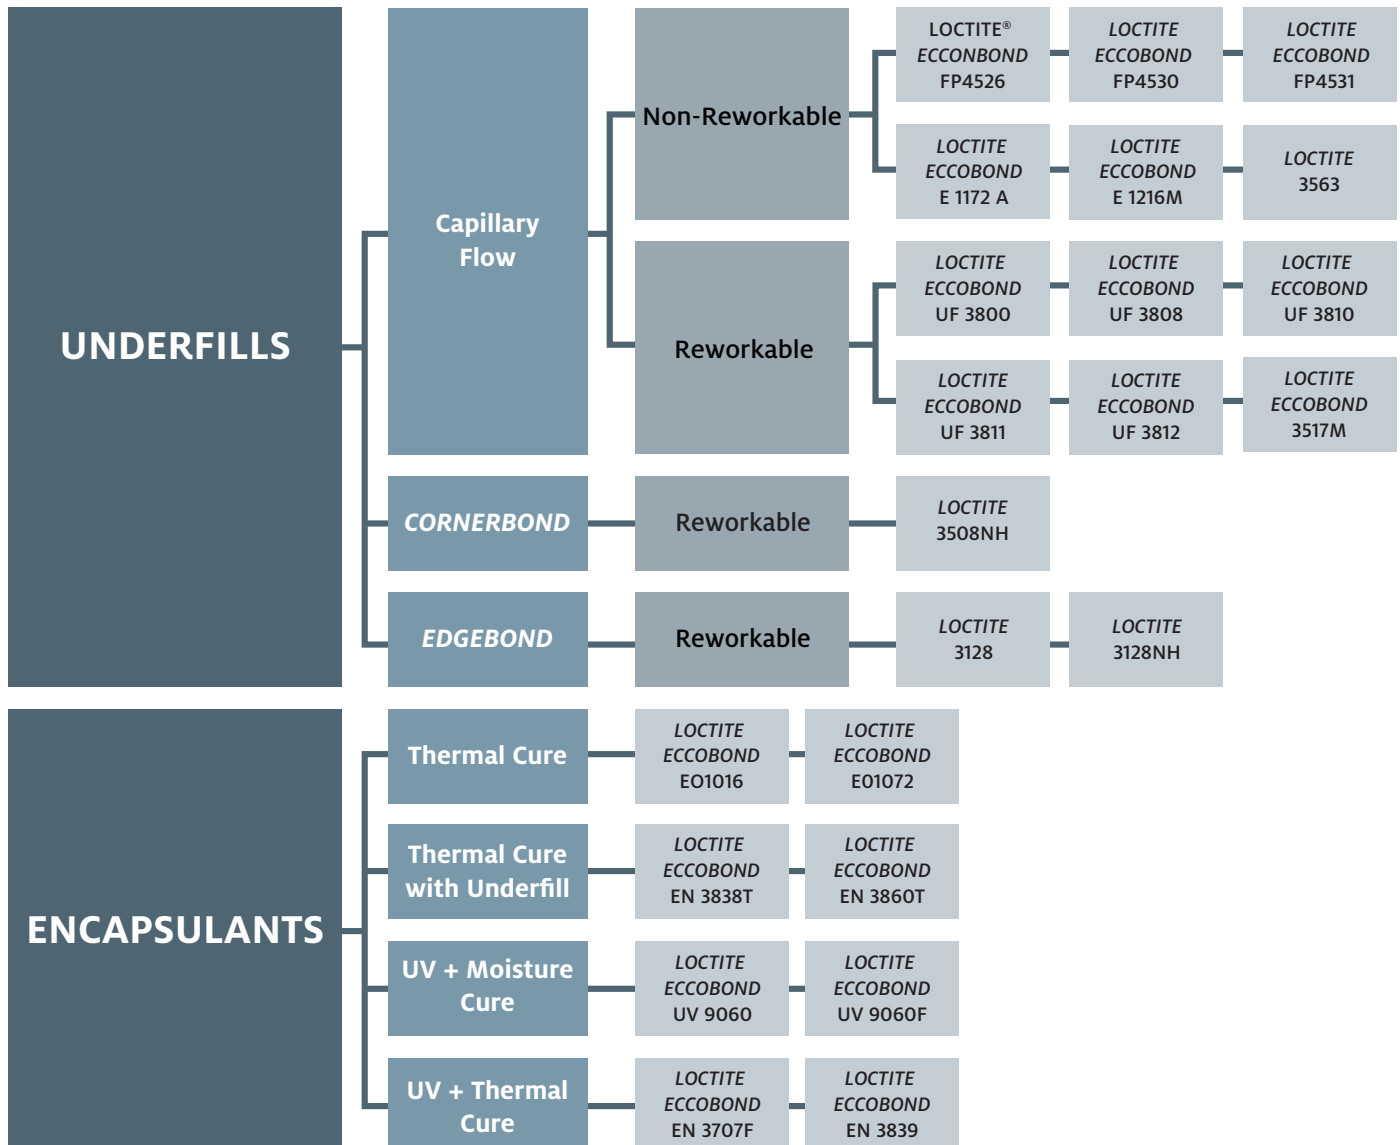 UNDERFILLS
Capillary
Flow
Non-Reworkable
LOCTITE®
ECCONBOND
FP4526
LOCTITE
ECCOBOND
FP4530
LOCTITE
ECCOBOND
FP4531
LOCTITE
ECCOBOND
E 1172 A
LOCTITE
ECCOBOND
E 1216M
LOCTITE
3563
Reworkable
LOCTITE
ECCOBOND
UF 3800
LOCTITE
ECCOBOND
UF 3808
LOCTITE
ECCOBOND
UF 3810
LOCTITE
ECCOBOND
UF 3811
LOCTITE
ECCOBOND
UF 3812
LOCTITE
ECCOBOND
3517M
CORNERBOND
Reworkable
LOCTITE
3508NH
EDGEBOND
Reworkable
LOCTITE
3128
LOCTITE
3128NH
ENCAPSULANTS
Thermal Cure
LOCTITE
ECCOBOND
EO1016
LOCTITE
ECCOBOND
E01072
Thermal Cure
with Underfill
LOCTITE
ECCOBOND
EN 3838T
LOCTITE
ECCOBOND
EN 3860T
UV + Moisture
Cure
LOCTITE
ECCOBOND
UV 9060
LOCTITE
ECCOBOND
UV 9060F
UV + Thermal
Cure
LOCTITE
ECCOBOND
EN 3707F
LOCTITE
ECCOBOND
EN 3839